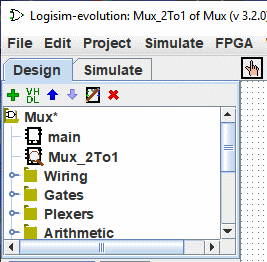 Logisim-evolution: Mux_2To1 of Mux (v 3.2.0
File Edit Project Simulate FPGA
Design Simulate
VH
DL
Mux*
main
Mux_2To1
Wiring
Gates
Plexers
Arithmetic